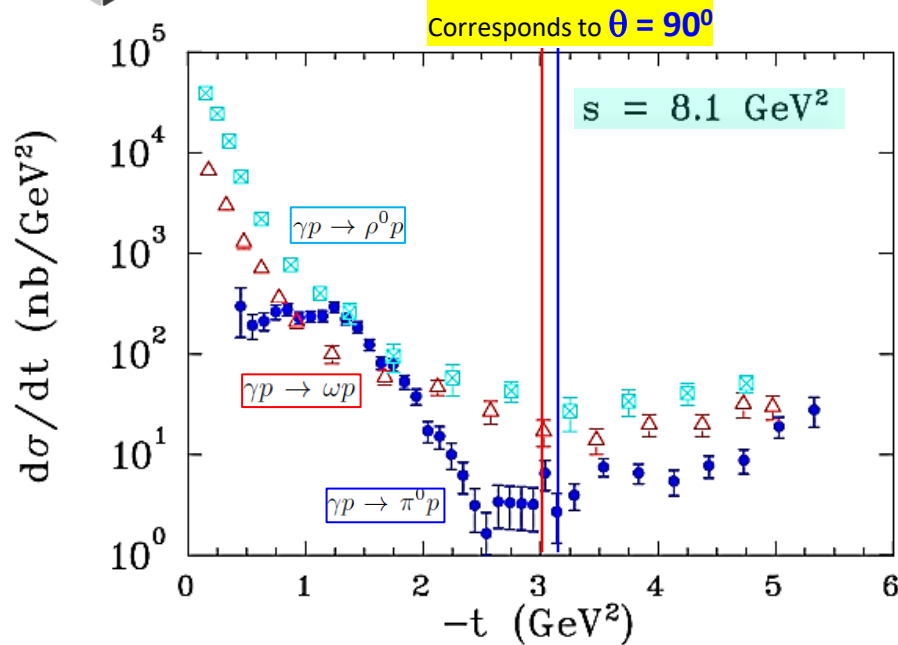 Corresponds to θ = 90⁰
s = 8.1 GeV²
dσ/dt (nb/GeV²)
10⁵
10⁴
10³
10²
10¹
10⁰
γp → ρ⁰p
γp → ωp
γp → π⁰p
0 1 2 3 4 5 6
−t (GeV²)